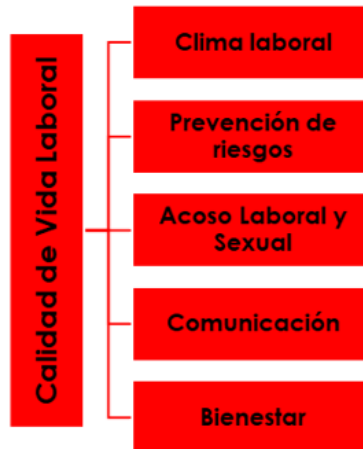 Calidad de Vida Laboral
Clima laboral
Prevención de
riesgos
Acoso Laboral y
Sexual
Comunicación
Bienestar